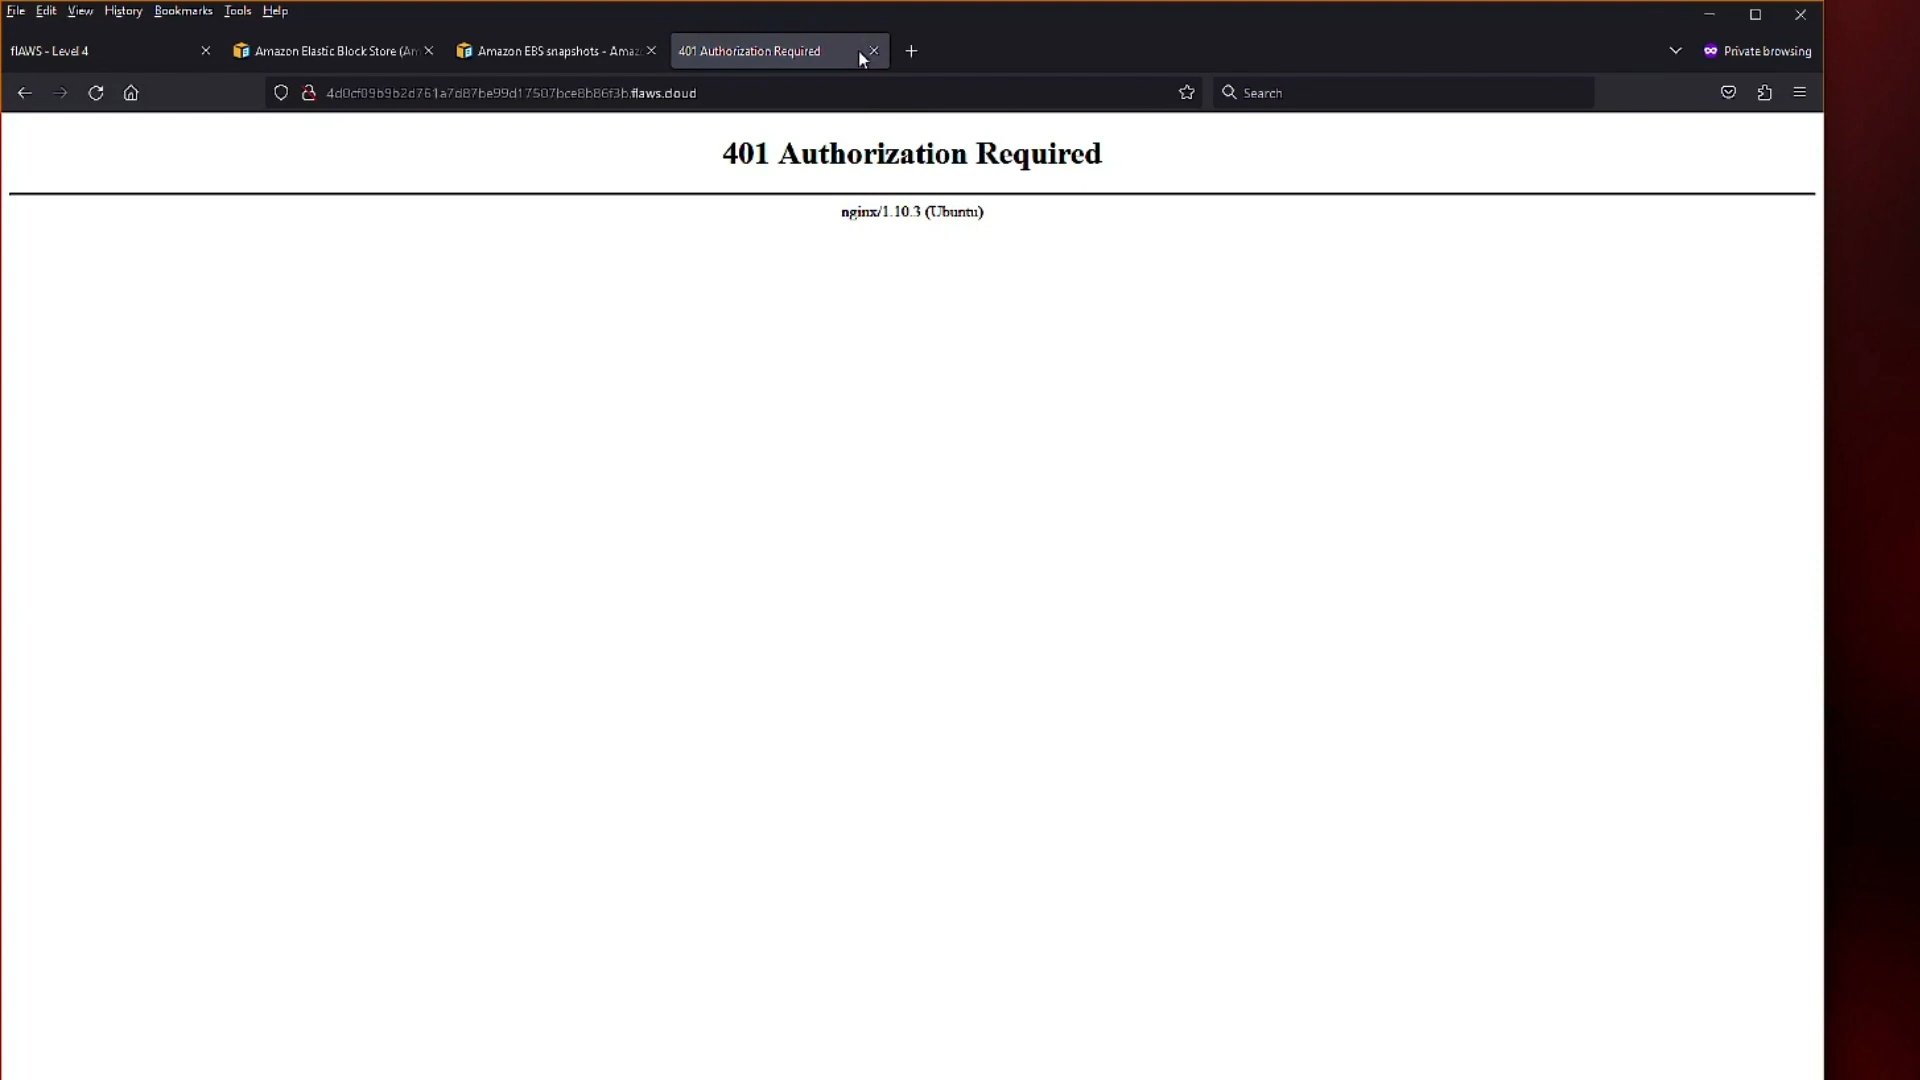 File Edit View History Bookmarks Tools Help
flAWS - Level 4
Amazon Elastic Block Store (Am
Amazon EBS snapshots - Amaz
401 Authorization Required
Private browsing
4d0cf09b9b2d761a7d87be99d17507bce8b86f3b.flaws.cloud
Search
401 Authorization Required
nginx/1.10.3 (Ubuntu)